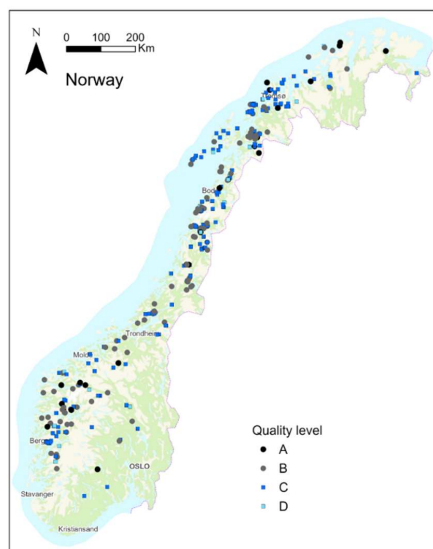 N
0
100
200
Km
Norway
Tromsø
Bodø
Trondheim
Molde
Bergen
OSLO
Stavanger
Kristiansand
Quality level
A
B
C
D